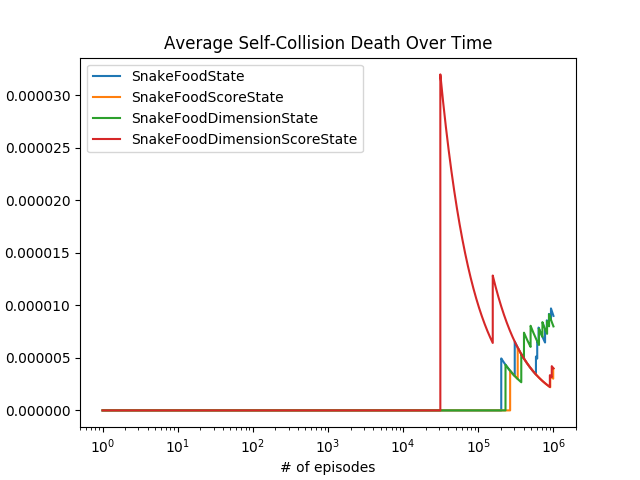 Average Self-Collision Death Over Time
SnakeFoodState
SnakeFoodScoreState
SnakeFoodDimensionState
SnakeFoodDimensionScoreState
0.000030
0.000025
0.000020
0.000015
0.000010
0.000005
0.000000
10⁰ 10¹ 10² 10³ 10⁴ 10⁵ 10⁶
# of episodes